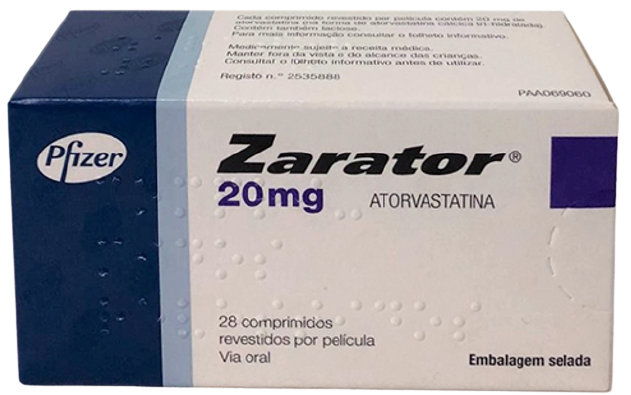 Cada comprimido revestido por película contém 20 mg de
atorvastatina (na forma de atorvastatina cálcica tri-hidratada).
Contém também lactose.
Para mais informação consultar o folheto informativo.
Medicamento sujeito a receita médica.
Manter fora da vista e do alcance das crianças.
Consultar o folheto informativo antes de utilizar.
Registo n.º 2535888
PAA069060
Pfizer
Zarator®
20mg ATORVASTATINA
28 comprimidos
revestidos por película
Via oral
Embalagem selada